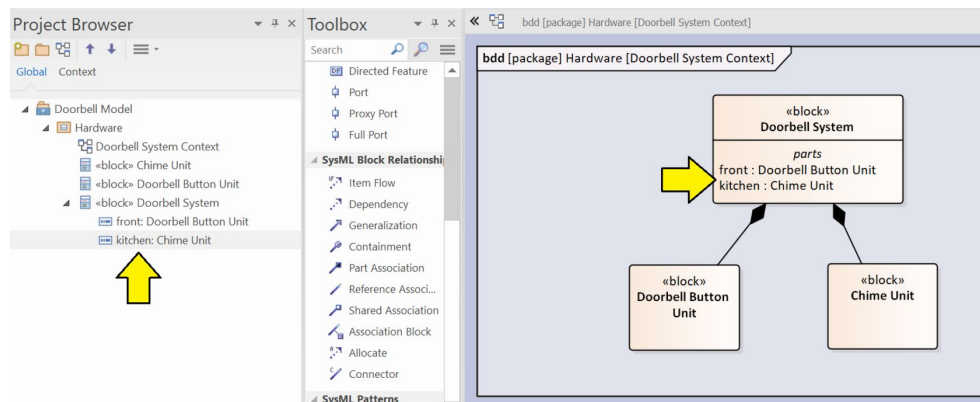 Project Browser
Global Context
Doorbell Model
Hardware
Doorbell System Context
«block» Chime Unit
«block» Doorbell Button Unit
«block» Doorbell System
front: Doorbell Button Unit
kitchen: Chime Unit
Toolbox
Search
Directed Feature
Port
Proxy Port
Full Port
SysML Block Relationshi
Item Flow
Dependency
Generalization
Containment
Part Association
Reference Associ...
Shared Association
Association Block
Allocate
Connector
SysML Patterns
bdd [package] Hardware [Doorbell System Context]
bdd [package] Hardware [Doorbell System Context]
«block»
Doorbell System
parts
front : Doorbell Button Unit
kitchen : Chime Unit
«block»
Doorbell Button
Unit
«block»
Chime Unit